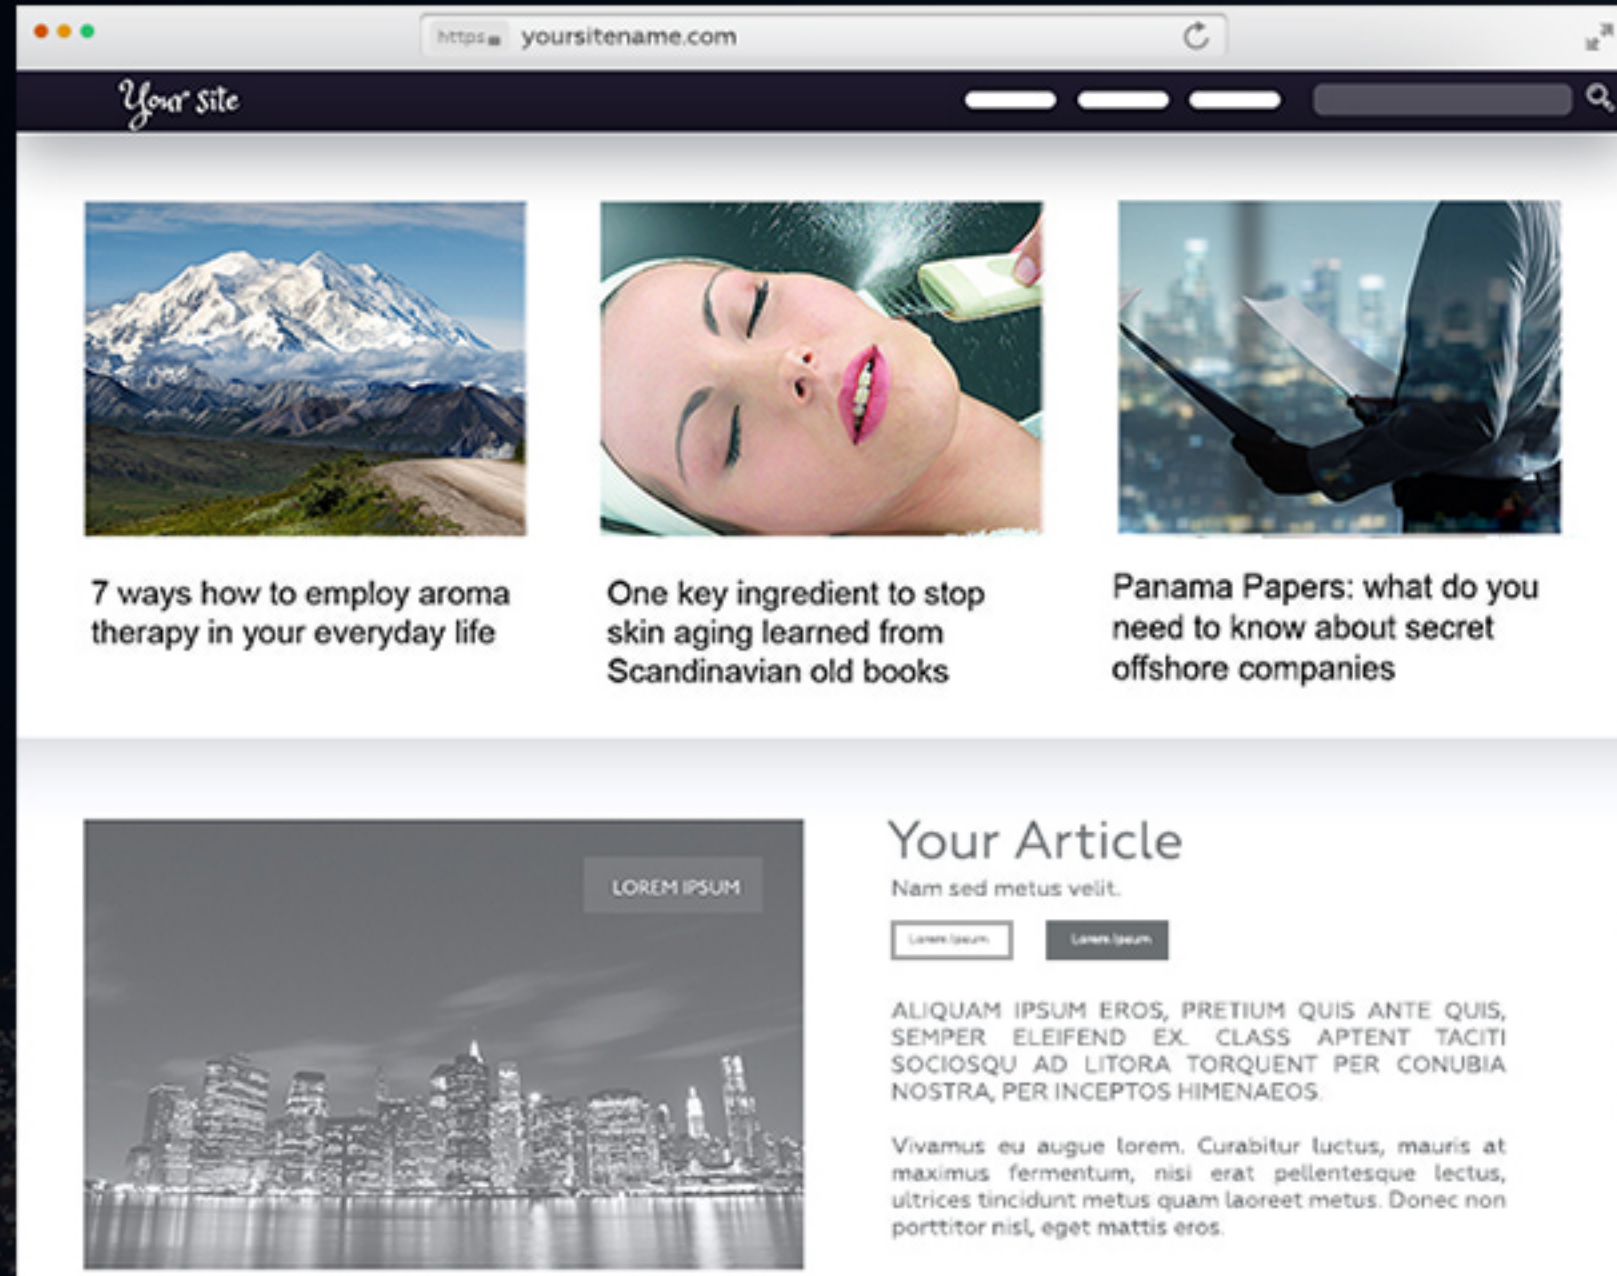 https yoursitename.com
Your site
7 ways how to employ aroma
therapy in your everyday life
One key ingredient to stop
skin aging learned from
Scandinavian old books
Panama Papers: what do you
need to know about secret
offshore companies
LOREM IPSUM
Your Article
Nam sed metus velit.
Lorem Ipsum Lorem Ipsum
ALIQUAM IPSUM EROS, PRETIUM QUIS ANTE QUIS,
SEMPER ELEIFEND EX. CLASS APTENT TACITI
SOCIOSQU AD LITORA TORQUENT PER CONUBIA
NOSTRA, PER INCEPTOS HIMENAEOS.
Vivamus eu augue lorem. Curabitur luctus, mauris at
maximus fermentum, nisi erat pellentesque lectus,
ultrices tincidunt metus quam laoreet metus. Donec non
porttitor nisl, eget mattis eros.